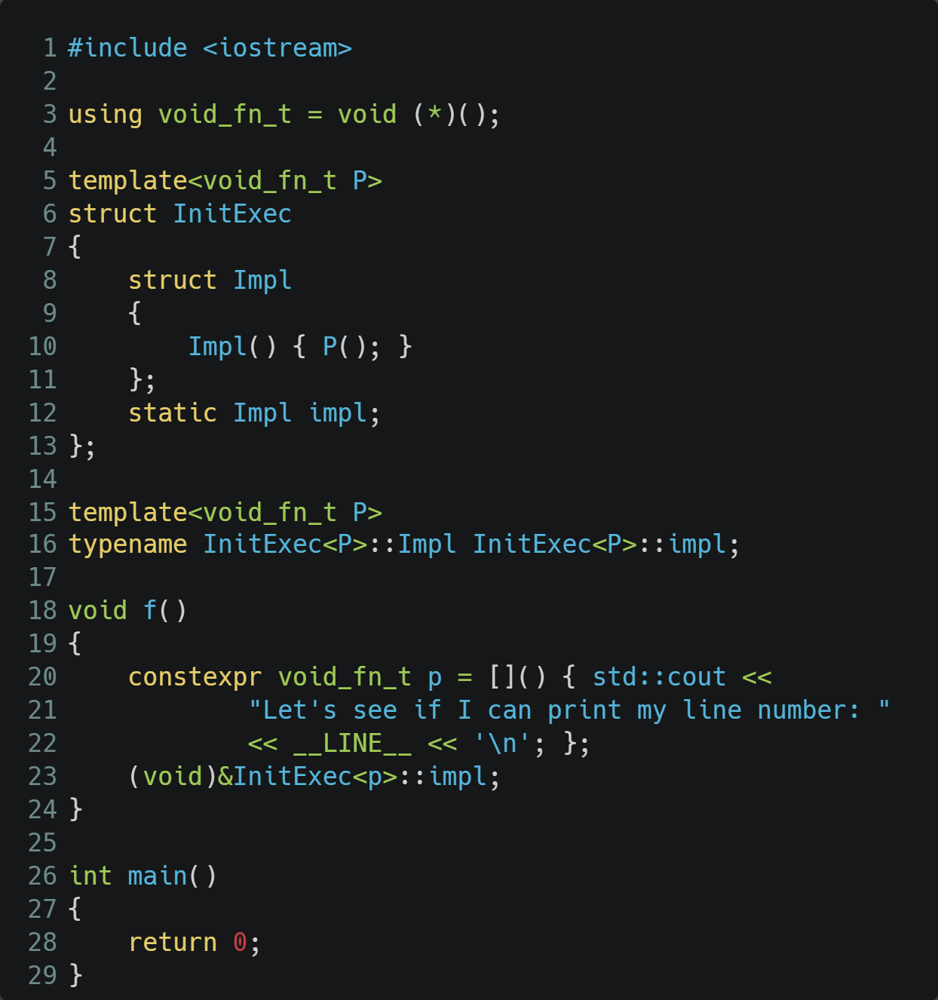 1 #include <iostream>
2
3 using void_fn_t = void (*)();
4
5 template<void_fn_t P>
6 struct InitExec
7 {
8     struct Impl
9     {
10         Impl() { P(); }
11     };
12     static Impl impl;
13 };
14
15 template<void_fn_t P>
16 typename InitExec<P>::Impl InitExec<P>::impl;
17
18 void f()
19 {
20     constexpr void_fn_t p = []() { std::cout <<
21             "Let's see if I can print my line number: "
22             << __LINE__ << '\n'; };
23     (void)&InitExec<p>::impl;
24 }
25
26 int main()
27 {
28     return 0;
29 }